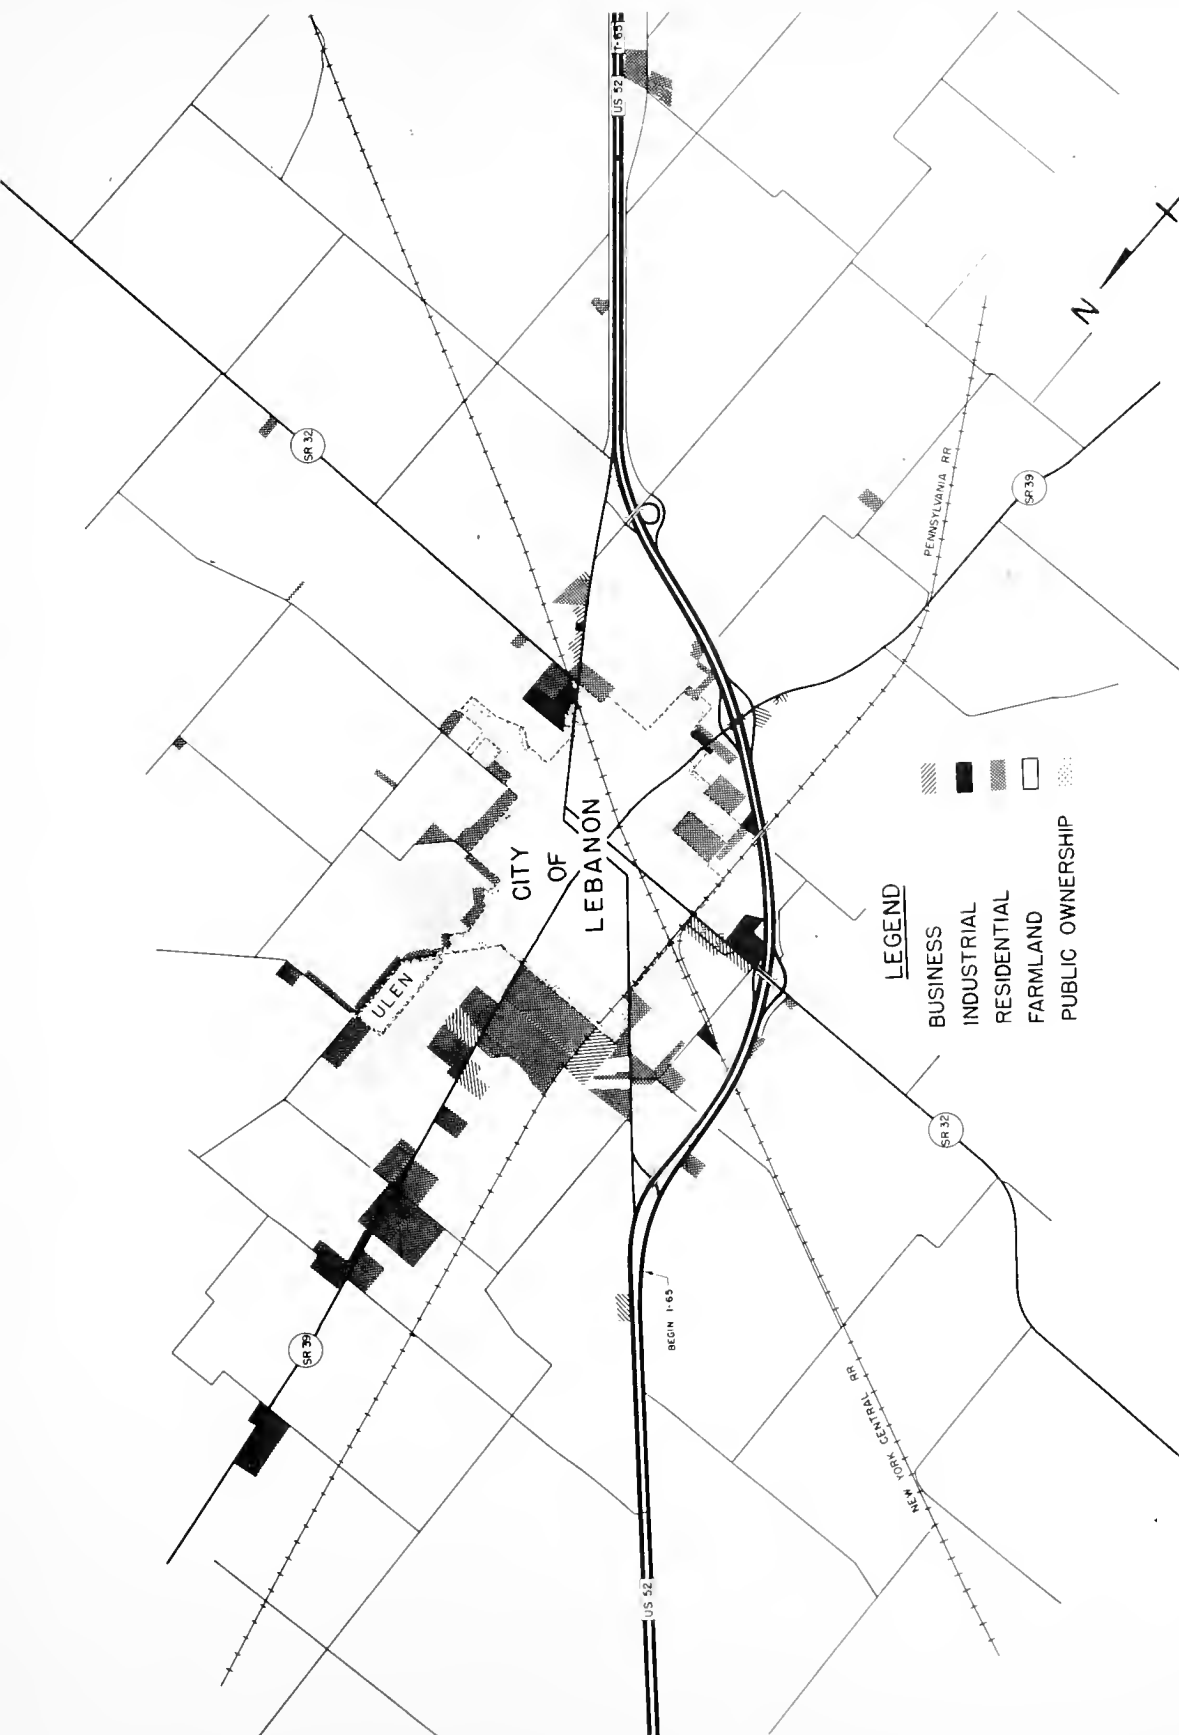 US 52
I-65
SR 32
N
PENNSYLVANIA RR
SR 39
CITY
OF
LEBANON
ULEN
LEGEND
BUSINESS
INDUSTRIAL
RESIDENTIAL
FARMLAND
PUBLIC OWNERSHIP
SR 32
BEGIN I-65
SR 39
NEW YORK CENTRAL RR
US 52